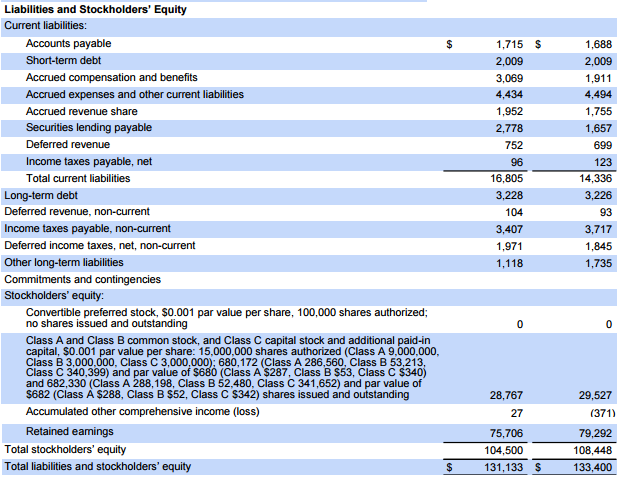 Liabilities and Stockholders' Equity
Current liabilities:
Accounts payable $ 1,715 $ 1,688
Short-term debt 2,009 2,009
Accrued compensation and benefits 3,069 1,911
Accrued expenses and other current liabilities 4,434 4,494
Accrued revenue share 1,952 1,755
Securities lending payable 2,778 1,657
Deferred revenue 752 699
Income taxes payable, net 96 123
Total current liabilities 16,805 14,336
Long-term debt 3,228 3,226
Deferred revenue, non-current 104 93
Income taxes payable, non-current 3,407 3,717
Deferred income taxes, net, non-current 1,971 1,845
Other long-term liabilities 1,118 1,735
Commitments and contingencies
Stockholders' equity:
Convertible preferred stock, $0.001 par value per share, 100,000 shares authorized;
no shares issued and outstanding 0 0
Class A and Class B common stock, and Class C capital stock and additional paid-in
capital, $0.001 par value per share: 15,000,000 shares authorized (Class A 9,000,000,
Class B 3,000,000, Class C 3,000,000); 680,172 (Class A 286,560, Class B 53,213,
Class C 340,399) and par value of $680 (Class A $287, Class B $53, Class C $340)
and 682,330 (Class A 288,198, Class B 52,480, Class C 341,652) and par value of
$682 (Class A $288, Class B $52, Class C $342) shares issued and outstanding 28,767 29,527
Accumulated other comprehensive income (loss) 27 (371)
Retained earnings 75,706 79,292
Total stockholders' equity 104,500 108,448
Total liabilities and stockholders' equity $ 131,133 $ 133,400